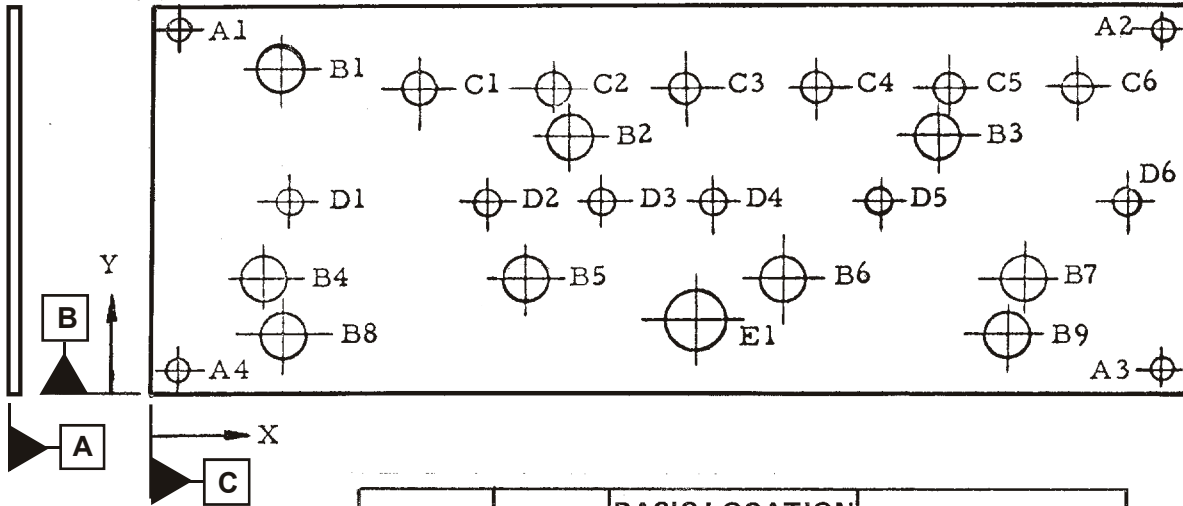 A1 A2
B1 C1 C2 C3 C4 C5 C6
B2 B3
D1 D2 D3 D4 D5 D6
Y
B4 B5 B6 B7
B
B8 E1 B9
A4 A3
A
X
C
BASIC LOCATION